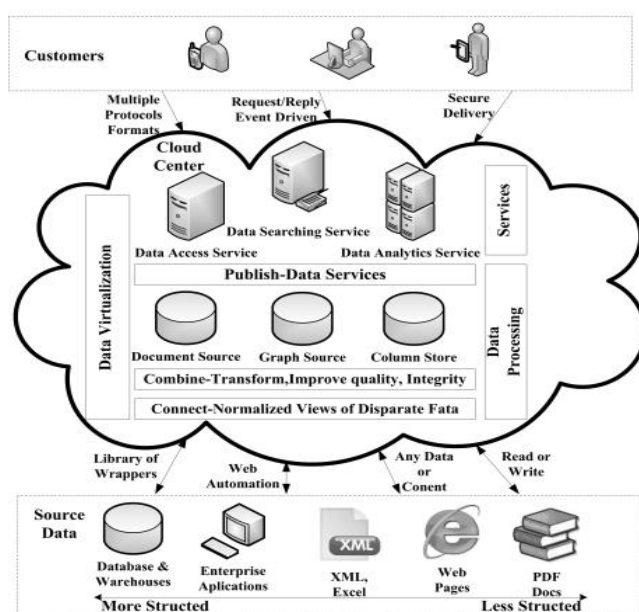 Customers
Multiple
Protocols
Formats
Request/Reply
Event Driven
Secure
Delivery
Cloud
Center
Data Searching Service
Data Access Service
Data Analytics Service
Services
Publish-Data Services
Data Virtualization
Document Source
Graph Source
Column Store
Data
Processing
Combine-Transform,Improve quality, Integrity
Connect-Normalized Views of Disparate Fata
Library of
Wrappers
Web
Automation
Any Data
or
Conent
Read or
Write
Source
Data
XML
Database &
Warehouses
Enterprise
Aplications
XML,
Excel
Web
Pages
PDF
Docs
More Structed
Less Structed